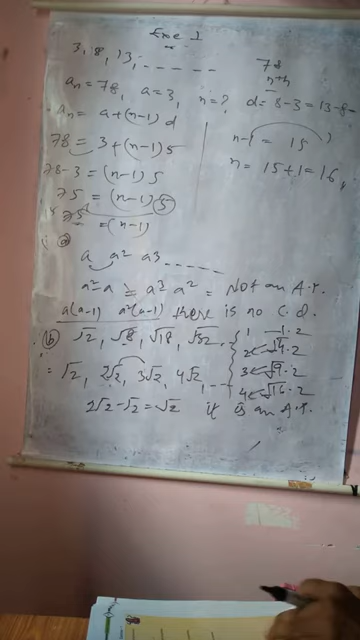 Exe 1
3, 8, 13, ------
78
nth
an = 78, a = 3, n = ? d = 8-3 = 13-8 =
an = a+(n-1) d
78 = 3+(n-1) 5
78-3 = (n-1) 5
75 = (n-1) 5
75 = (n-1)
n-1 = 15
n = 15+1 = 16,
(a)
a a² a3 ------
a²-a a³ a² = Not an A.P.
a(a-1) a²(a-1) there is no C.d.
(b) √2, √8, √18, √32, --
= √2, 2√2, 3√2, 4√2, ---
2√2-√2 = √2 it is an A.P.
1 1·2
2 √4·2
3 √9·2
4 √16·2